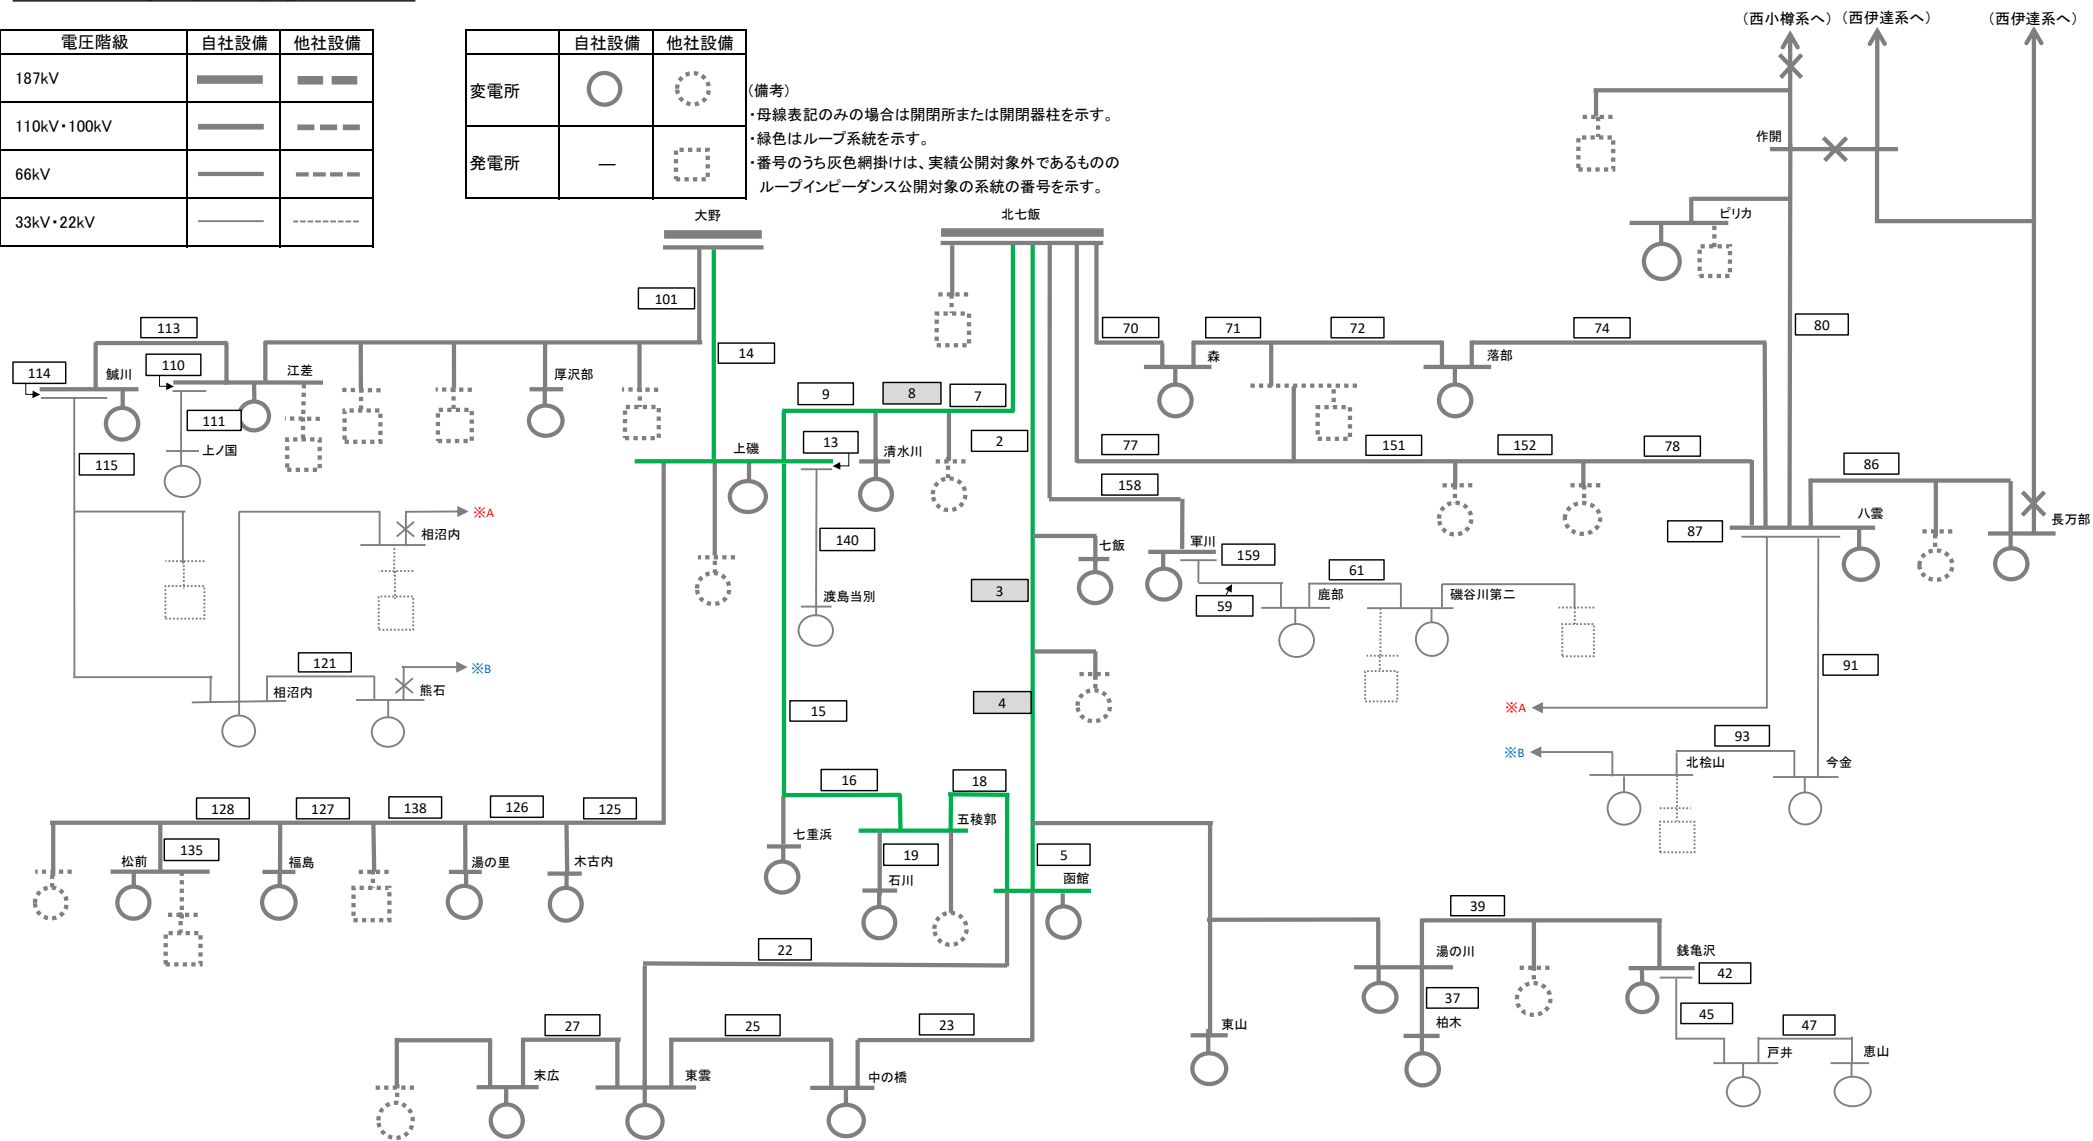 電圧階級 自社設備 他社設備
187kV
110kV・100kV
66kV
33kV・22kV
自社設備 他社設備
変電所
発電所 ―
(備考)
・母線表記のみの場合は開閉所または開閉器柱を示す。
・緑色はループ系統を示す。
・番号のうち灰色網掛けは、実績公開対象外であるものの
ループインピーダンス公開対象の系統の番号を示す。
(西小樽系へ) (西伊達系へ) (西伊達系へ)
作開
ピリカ
大野
北七飯
101
14
113
110
114
鰔川
江差
厚沢部
111
上ノ国
115
9
8
7
2
13
清水川
上磯
140
渡島当別
70
71
72
74
80
森
落部
77
151
152
78
86
158
87
八雲
長万部
※A
相沼内
七飯
軍川
159
3
61
59
鹿部
磯谷川第二
※B
121
相沼内
熊石
4
15
91
※A
※B
93
北桧山
今金
16
18
128
127
138
126
125
五稜郭
七重浜
135
松前
福島
湯の里
木古内
19
石川
5
函館
39
22
湯の川
銭亀沢
42
37
柏木
45
47
27
25
23
東山
戸井
恵山
末広
東雲
中の橋